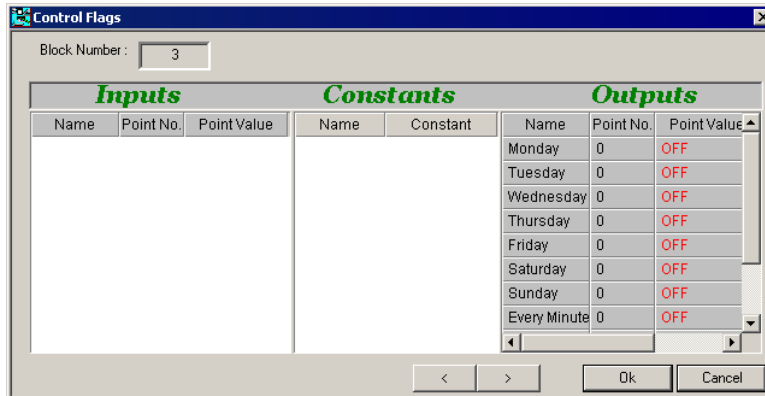 Control Flags
Block Number : 3
Inputs Constants Outputs
Name Point No. Point Value Name Constant Name Point No. Point Value
Monday 0 OFF
Tuesday 0 OFF
Wednesday 0 OFF
Thursday 0 OFF
Friday 0 OFF
Saturday 0 OFF
Sunday 0 OFF
Every Minute 0 OFF
< > Ok Cancel